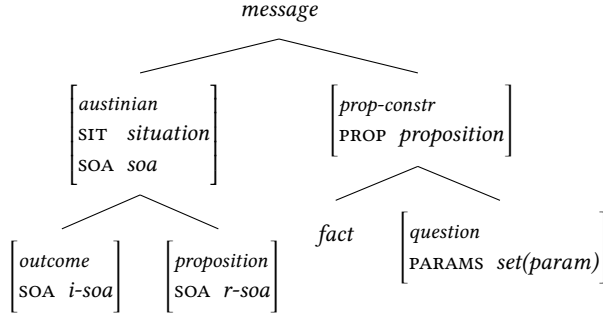 message
austinian
SIT situation
SOA soa
prop-constr
PROP proposition
outcome
SOA i-soa
proposition
SOA r-soa
fact
question
PARAMS set(param)